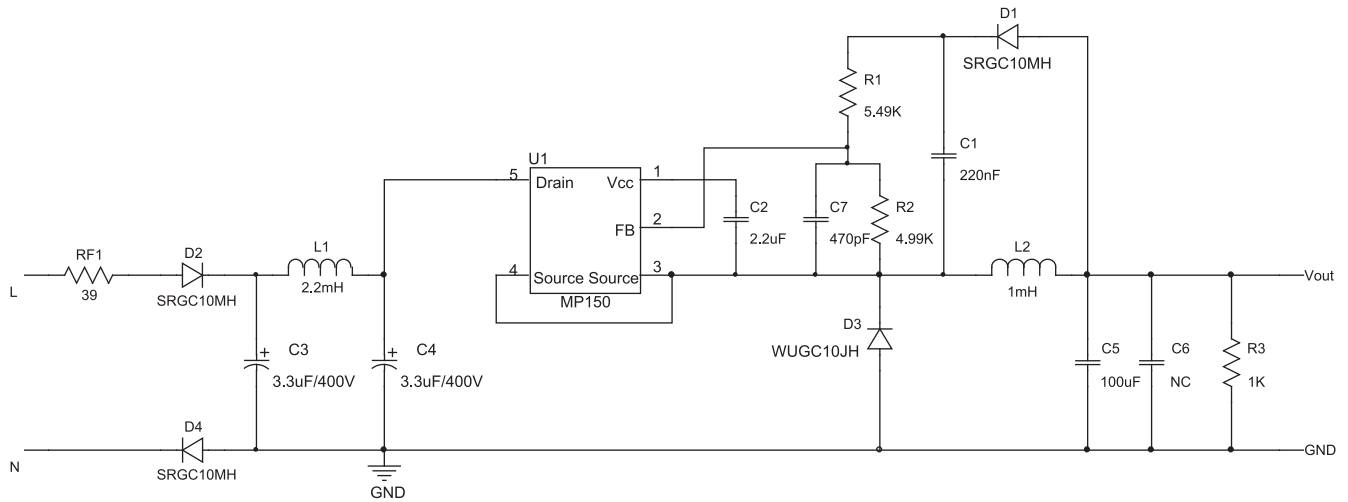 D1
SRGC10MH
R1
5.49K
C1
220nF
U1
5
Drain
Vcc
1
FB
2
4
Source Source
3
MP150
C2
2.2uF
C7
470pF
R2
4.99K
L
RF1
39
D2
SRGC10MH
L1
2.2mH
L2
1mH
Vout
C3
3.3uF/400V
+
C4
3.3uF/400V
+
D3
WUGC10JH
C5
100uF
C6
NC
R3
1K
N
D4
SRGC10MH
GND
GND